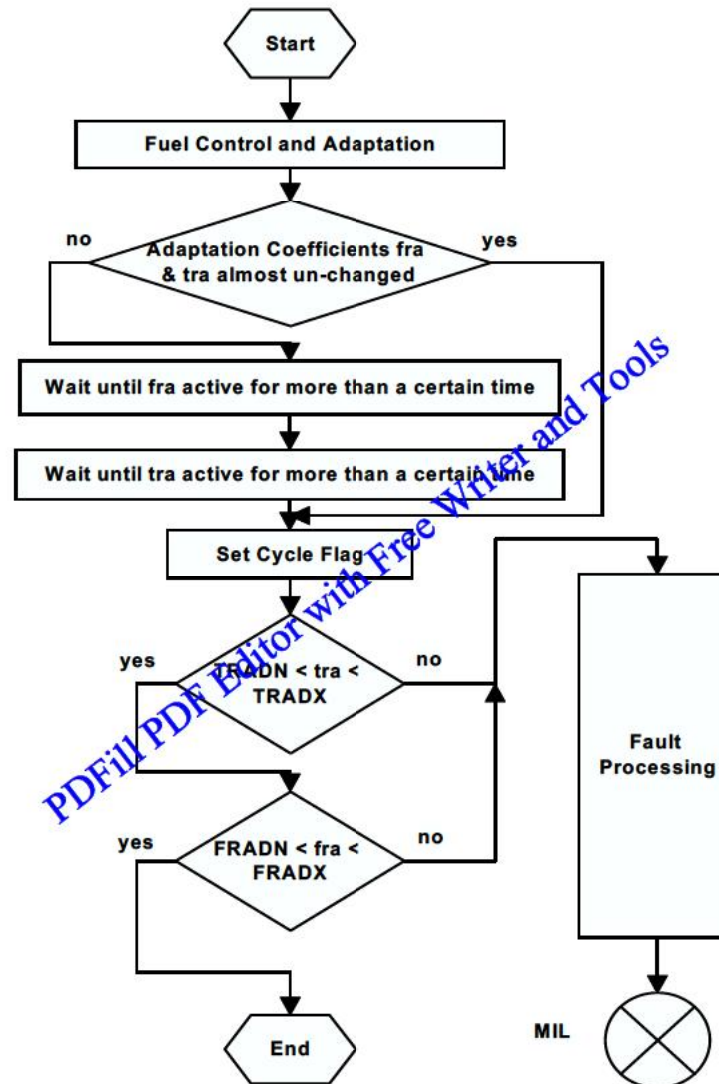 Start
Fuel Control and Adaptation
no
yes
Adaptation Coefficients fra
& tra almost un-changed
Wait until fra active for more than a certain time
Wait until tra active for more than a certain time
Set Cycle Flag
yes
no
TRADN < tra <
TRADX
Fault
Processing
yes
no
FRADN < fra <
FRADX
End
MIL
PDFill PDF Editor with Free Writer and Tools